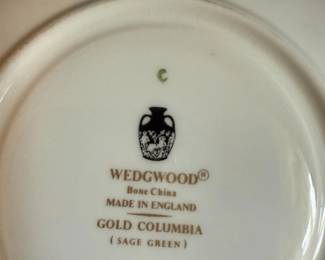 C
WEDGWOOD®
Bone China
MADE IN ENGLAND
GOLD COLUMBIA
( SAGE GREEN )